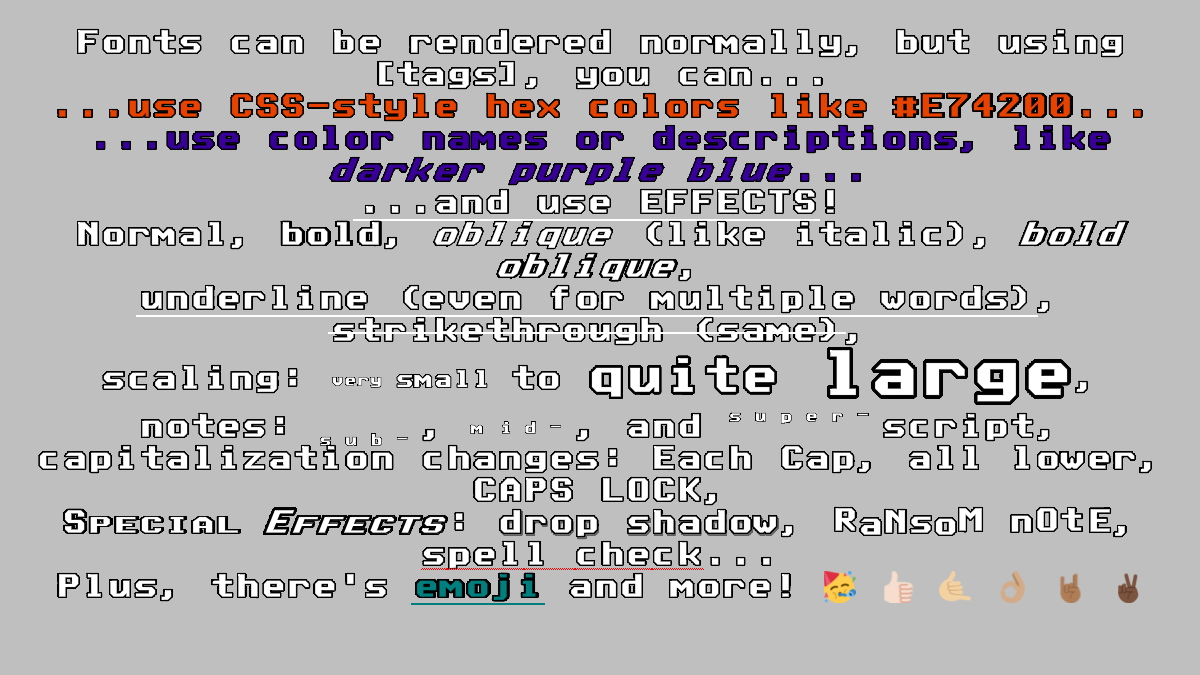 Fonts can be rendered normally, but using
[tags], you can...
...use CSS-style hex colors like #E74200...
...use color names or descriptions, like
darker purple blue...
...and use EFFECTS!
Normal, bold, oblique (like italic), bold
oblique,
underline (even for multiple words),
strikethrough (same),
scaling: very small to quite large,
notes: sub-, mid-, and super-script,
capitalization changes: Each Cap, all lower,
CAPS LOCK,
SPECIAL EFFECTS: drop shadow, RaNsoM nOtE,
spell check...
Plus, there's emoji and more! 🥳 👍🏻 🤙🏼 👌🏽 🤘🏾 ✌🏿